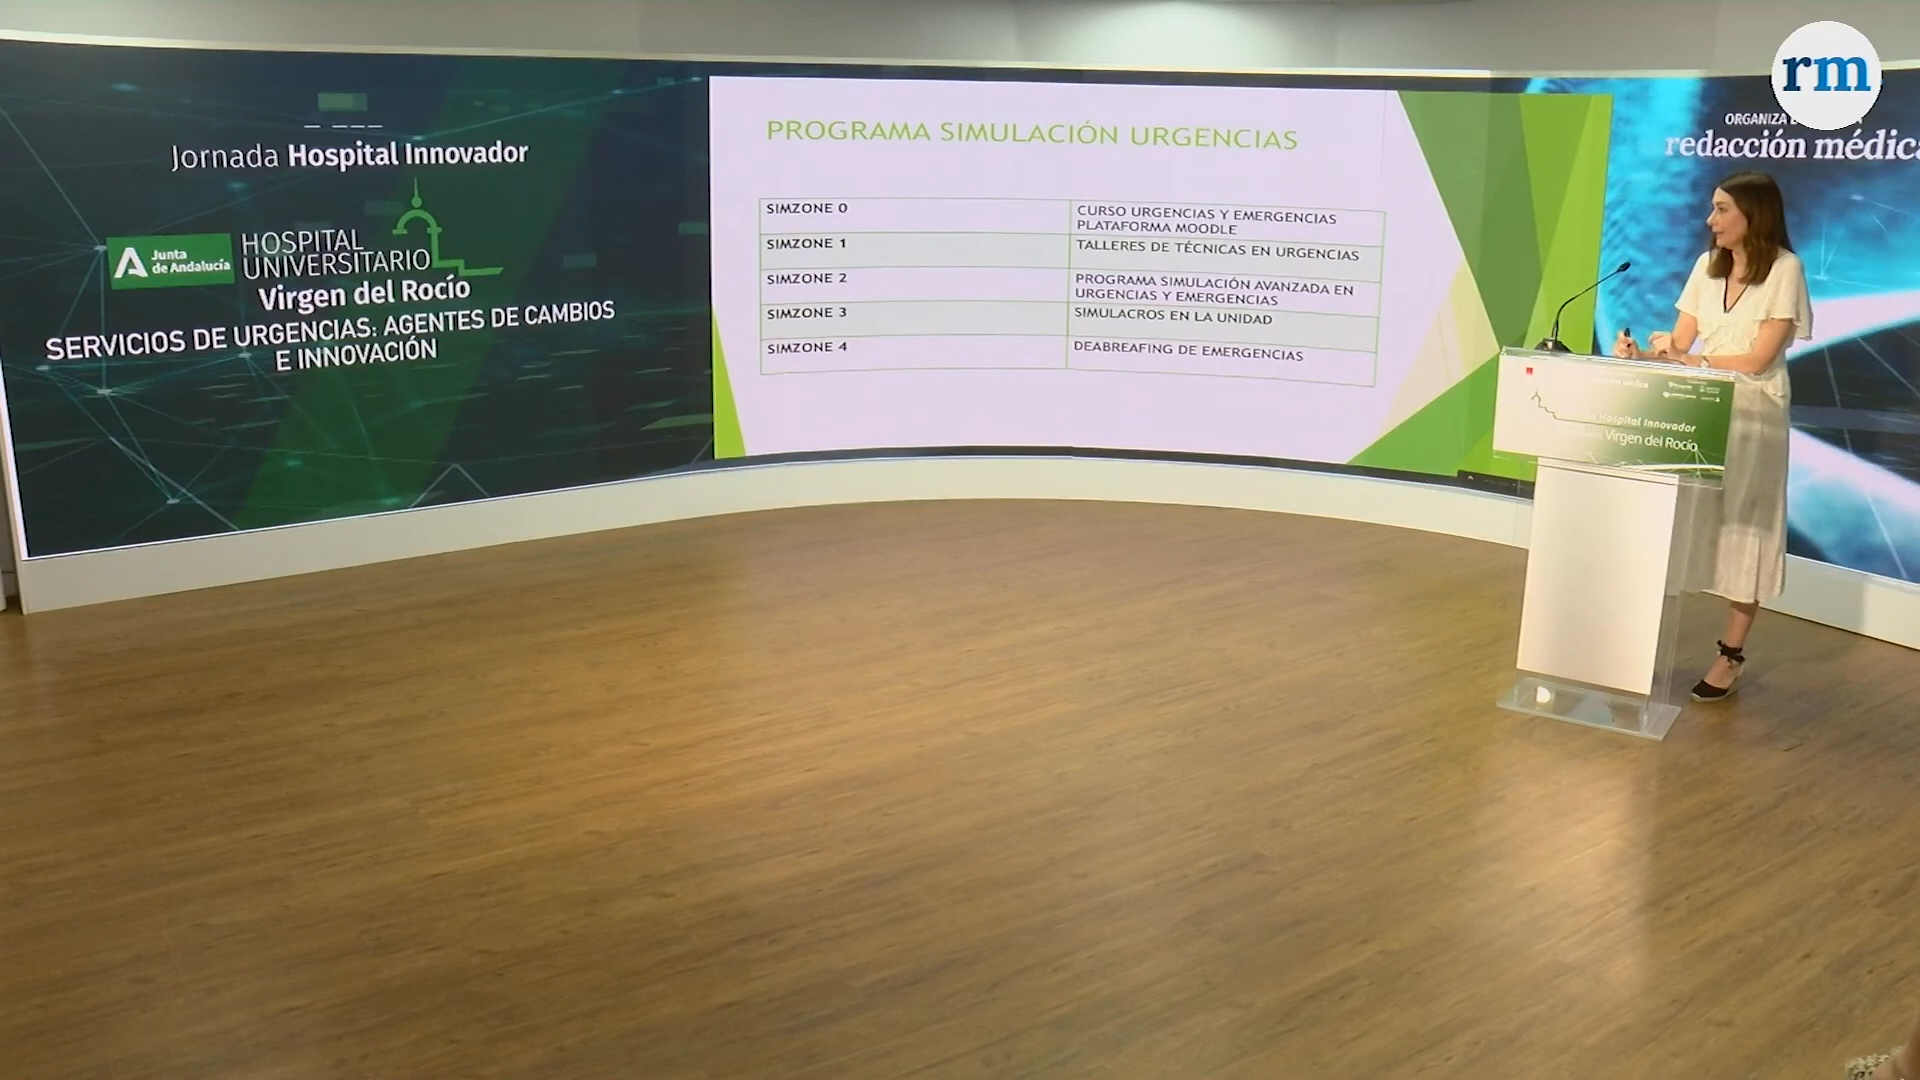 rm
Jornada Hospital Innovador
Junta
de Andalucía
HOSPITAL
UNIVERSITARIO
Virgen del Rocío
SERVICIOS DE URGENCIAS: AGENTES DE CAMBIOS
E INNOVACIÓN
PROGRAMA SIMULACIÓN URGENCIAS
SIMZONE 0
CURSO URGENCIAS Y EMERGENCIAS
PLATAFORMA MOODLE
SIMZONE 1
TALLERES DE TÉCNICAS EN URGENCIAS
SIMZONE 2
PROGRAMA SIMULACIÓN AVANZADA EN
URGENCIAS Y EMERGENCIAS
SIMZONE 3
SIMULACROS EN LA UNIDAD
SIMZONE 4
DEABREAFING DE EMERGENCIAS
ORGANIZA
redacción médica
Hospital Innovador
Virgen del Rocío